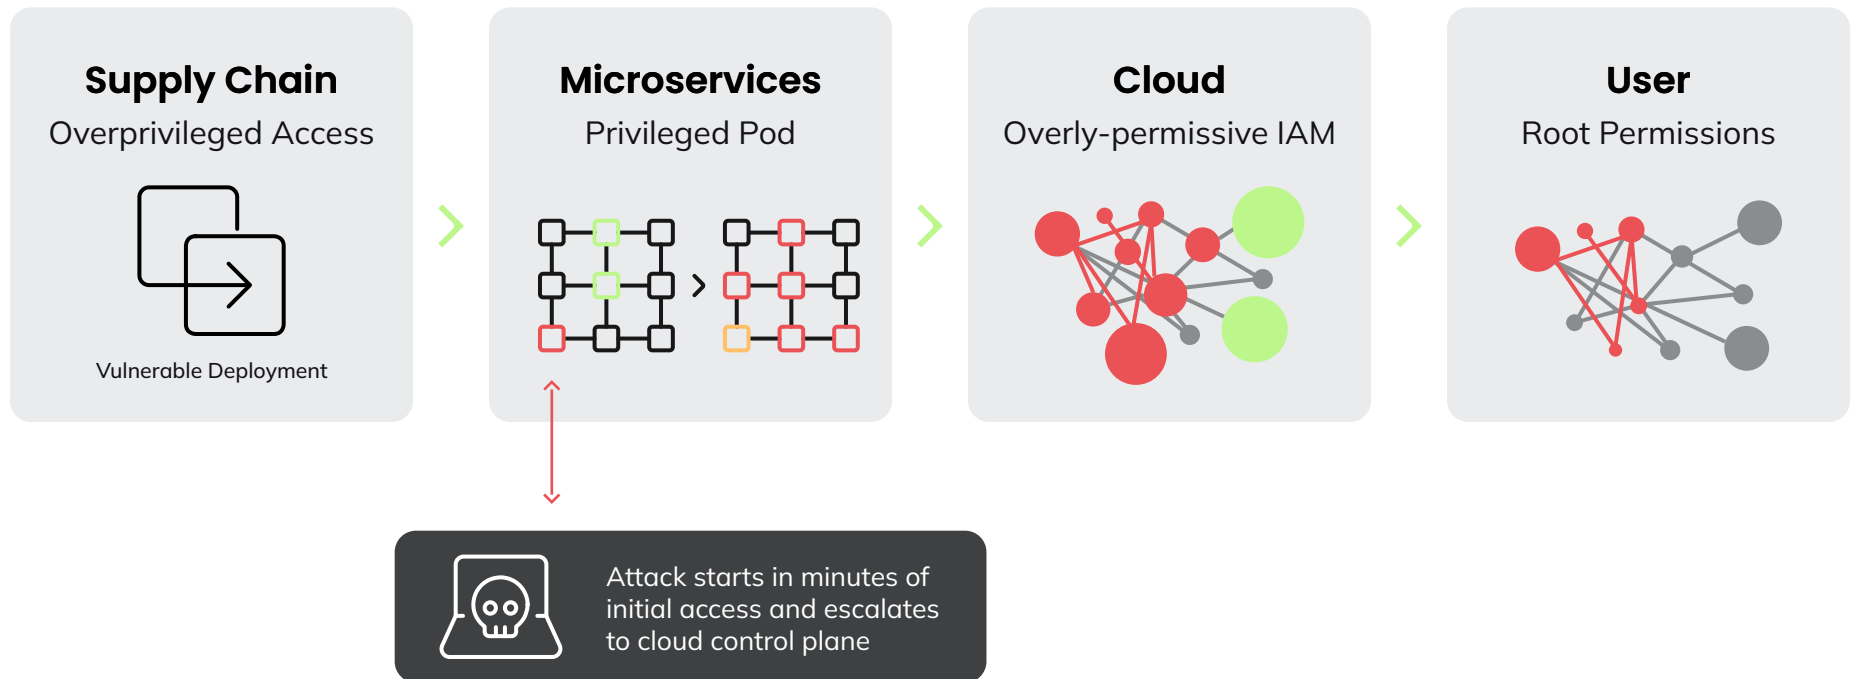 Supply Chain
Overprivileged Access
Vulnerable Deployment
Microservices
Privileged Pod
Cloud
Overly-permissive IAM
User
Root Permissions
Attack starts in minutes of
initial access and escalates
to cloud control plane